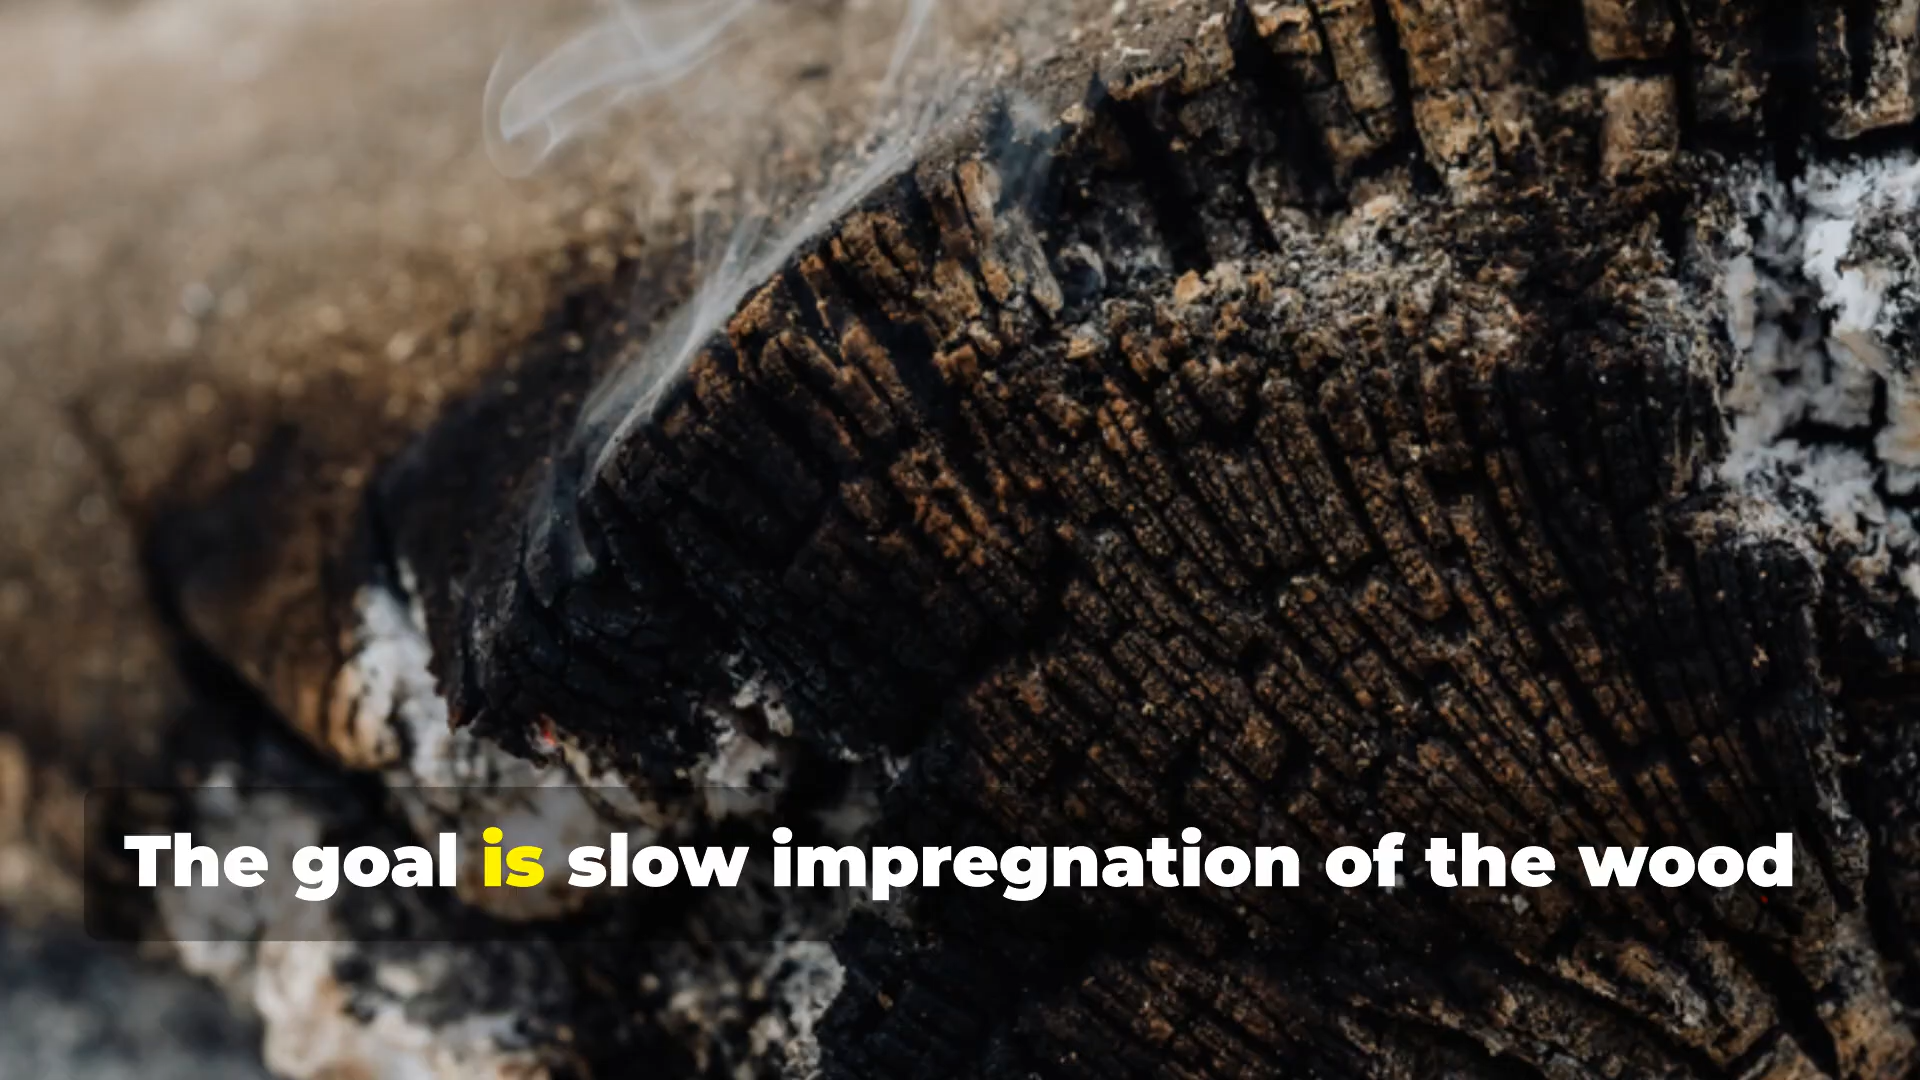 The goal is slow impregnation of the wood